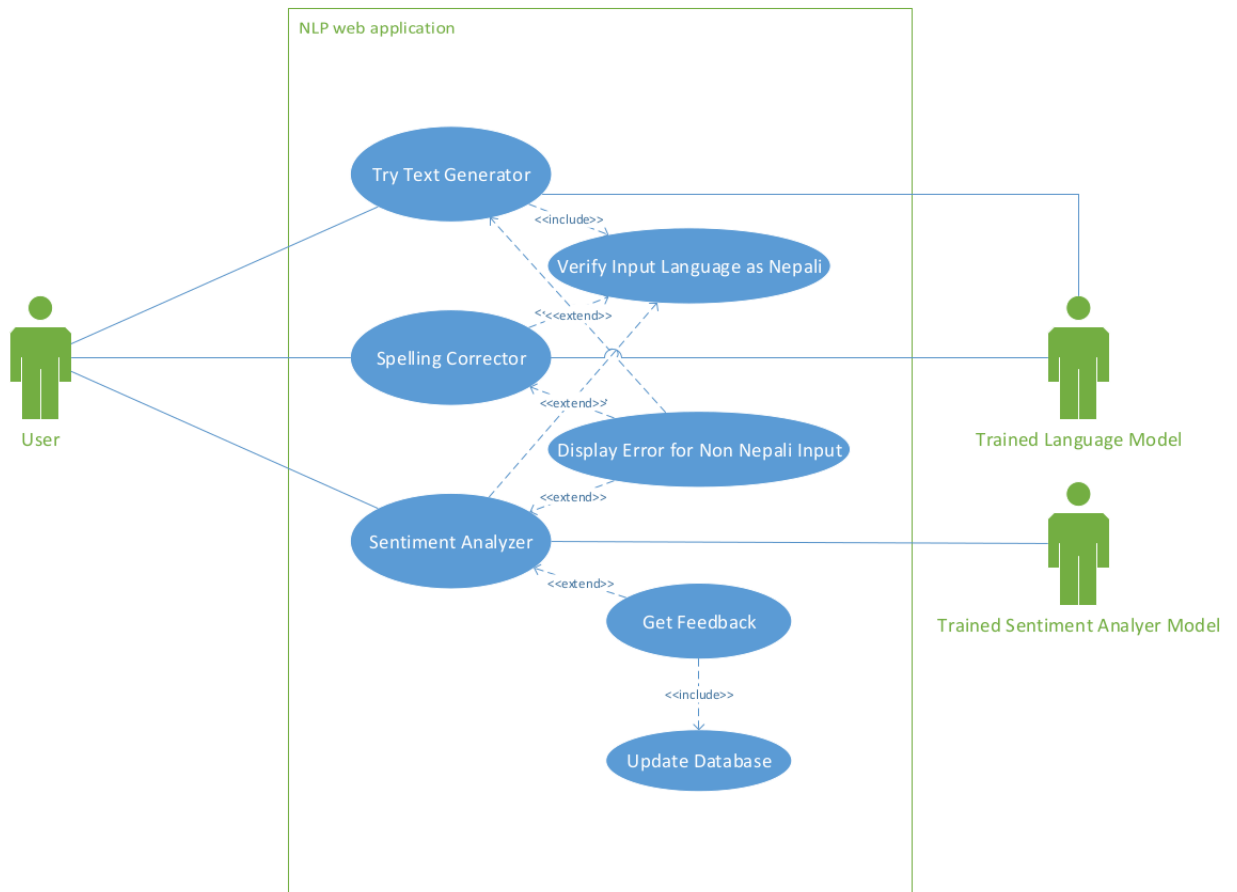 NLP web application
Try Text Generator
<<include>>
Verify Input Language as Nepali
<<extend>>
Spelling Corrector
<<extend>>
User
Trained Language Model
Display Error for Non Nepali Input
<<extend>>
Sentiment Analyzer
<<extend>>
Get Feedback
Trained Sentiment Analyer Model
<<include>>
Update Database